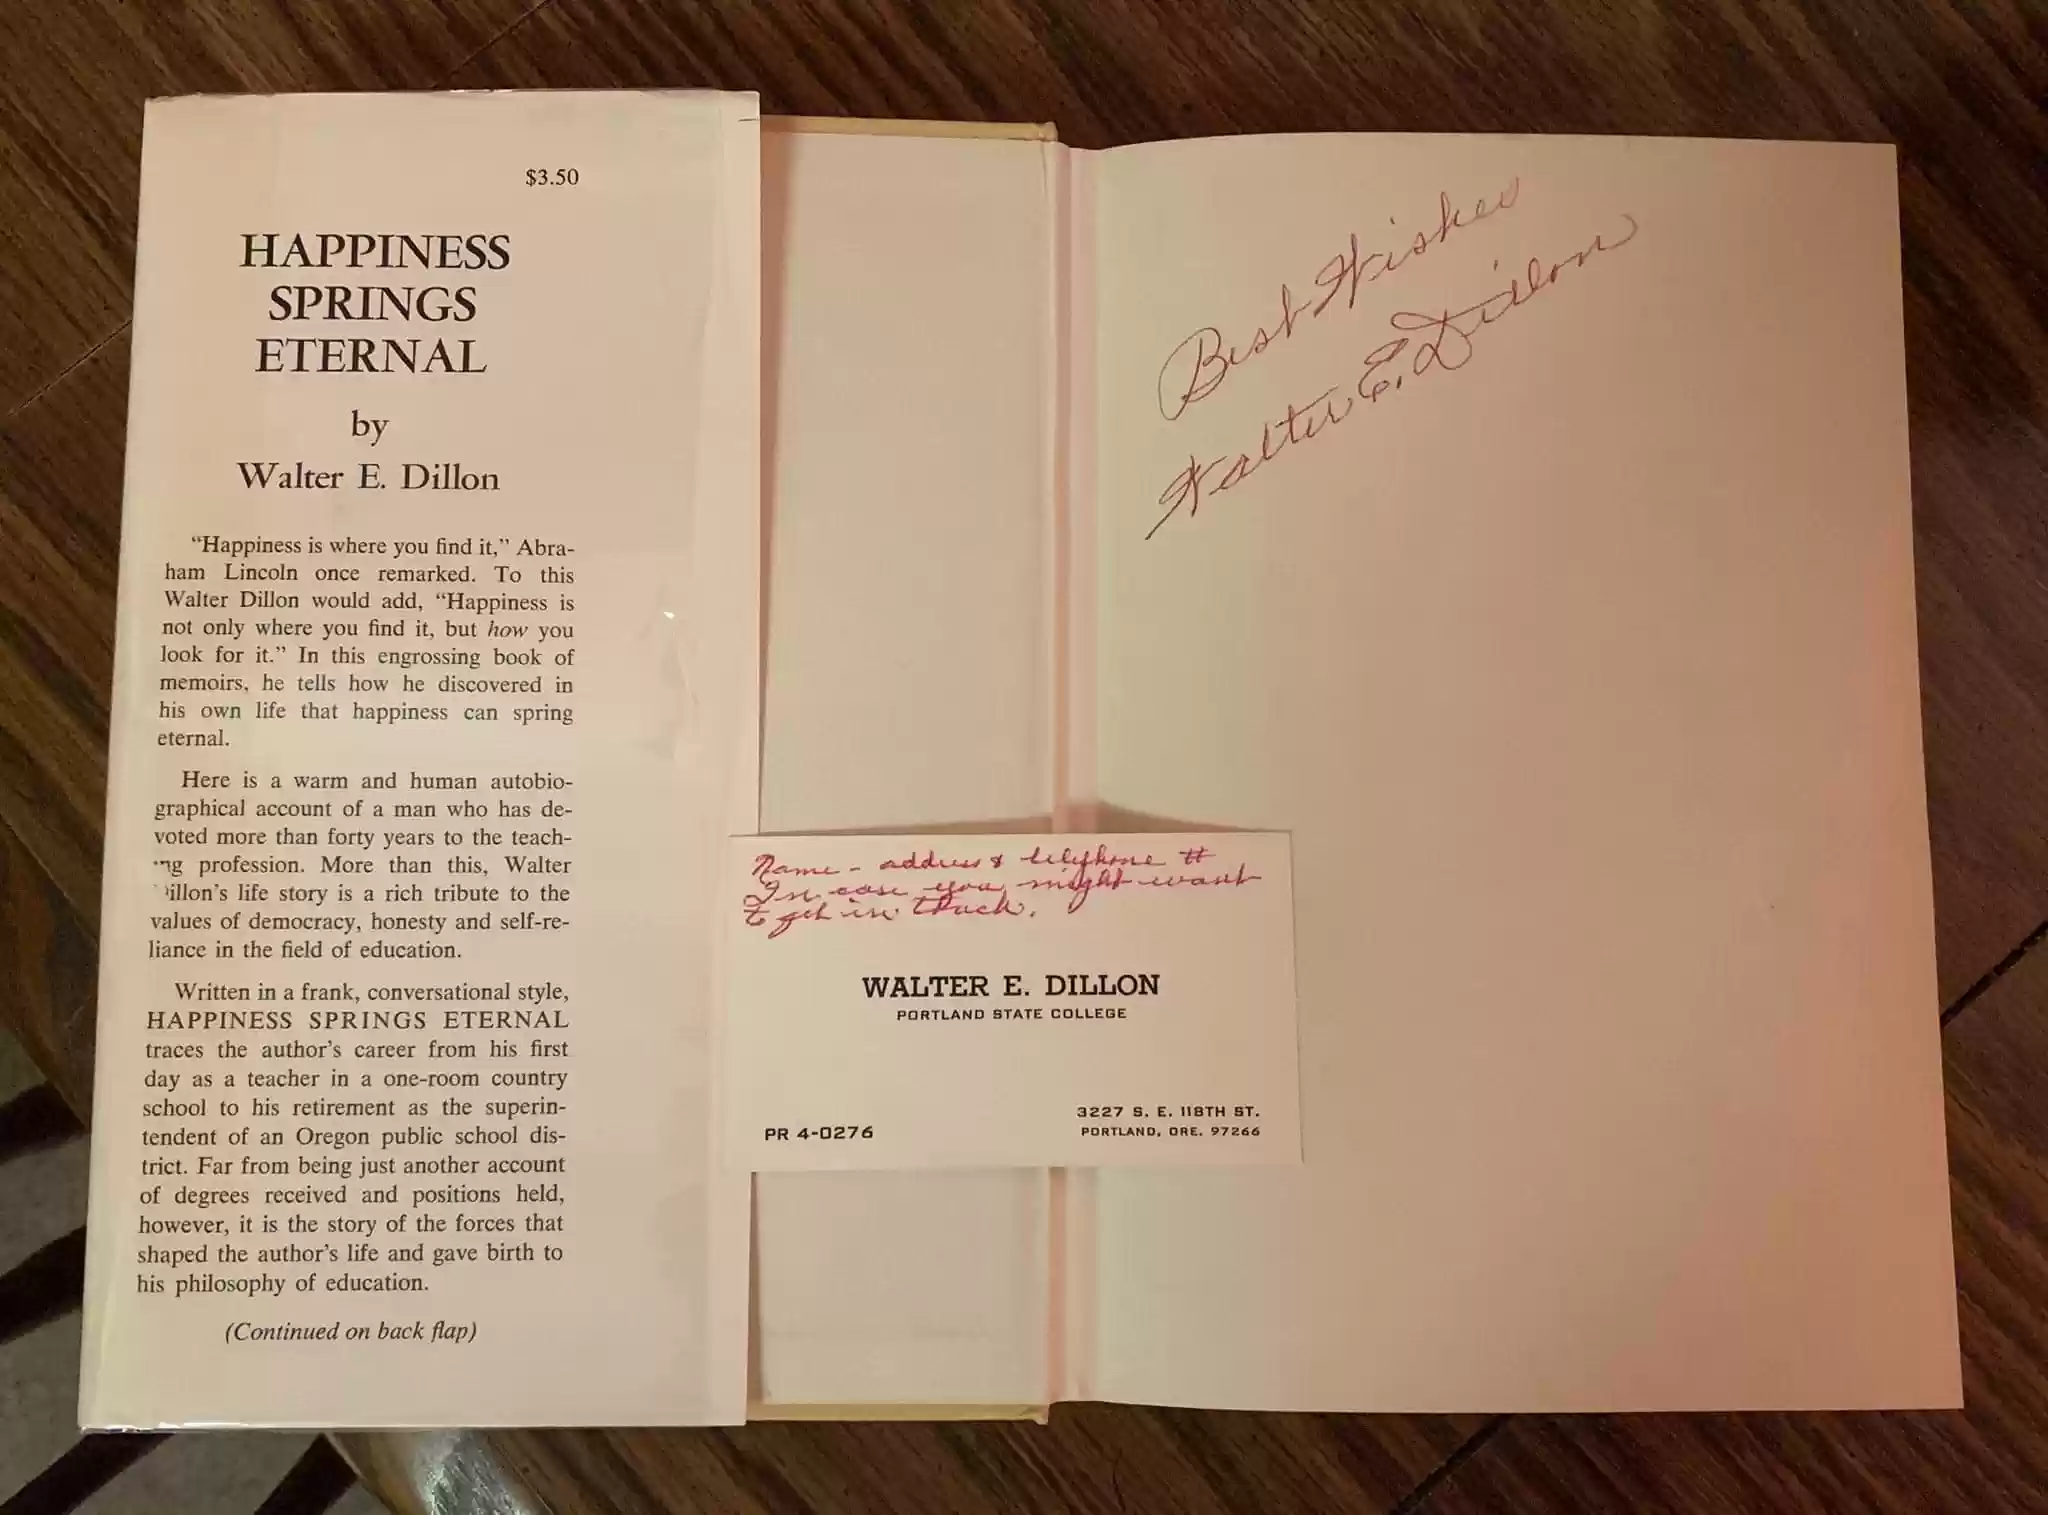 $3.50
HAPPINESS
SPRINGS
ETERNAL
by
Walter E. Dillon
“Happiness is where you find it,” Abra-
ham Lincoln once remarked. To this
Walter Dillon would add, “Happiness is
not only where you find it, but how you
look for it.” In this engrossing book of
memoirs, he tells how he discovered in
his own life that happiness can spring
eternal.
Here is a warm and human autobio-
graphical account of a man who has de-
voted more than forty years to the teach-
ng profession. More than this, Walter
illon’s life story is a rich tribute to the
values of democracy, honesty and self-re-
liance in the field of education.
Written in a frank, conversational style,
HAPPINESS SPRINGS ETERNAL
traces the author’s career from his first
day as a teacher in a one-room country
school to his retirement as the superin-
tendent of an Oregon public school dis-
trict. Far from being just another account
of degrees received and positions held,
however, it is the story of the forces that
shaped the author’s life and gave birth to
his philosophy of education.
(Continued on back flap)
Best Wishes
Walter E. Dillon
Name - address & telephone #
In case you might want
to get in touch.
WALTER E. DILLON
PORTLAND STATE COLLEGE
PR 4-0276
3227 S. E. 118TH ST.
PORTLAND, ORE. 97266